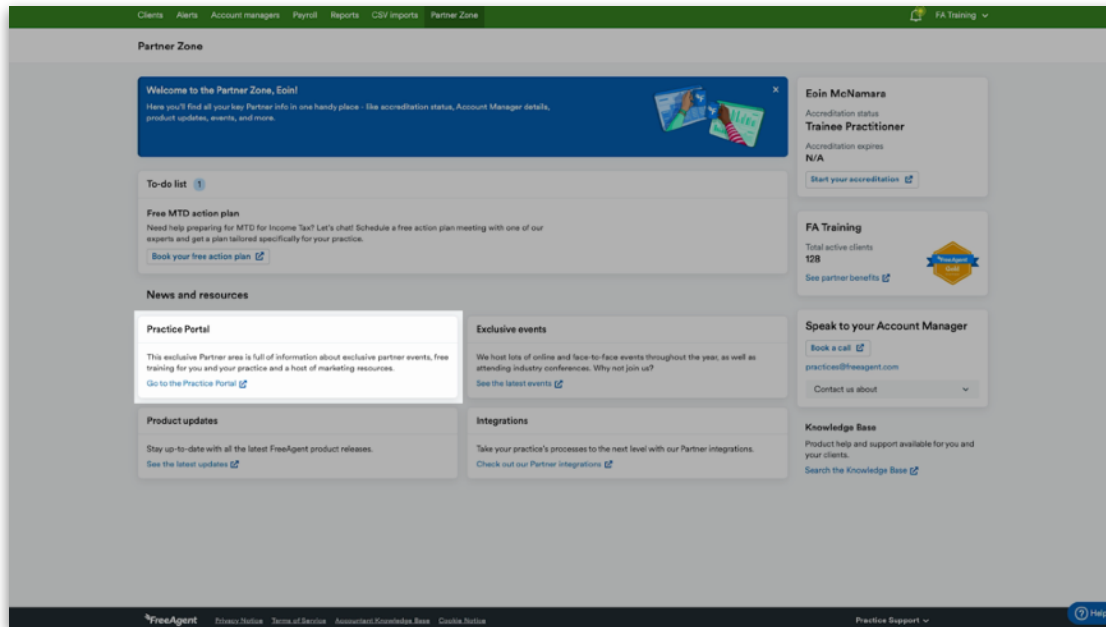 Clients Alerts Account managers Payroll Reports CSV imports Partner Zone
FA Training
Partner Zone
Welcome to the Partner Zone, Eoin!
Here you'll find all your key Partner info in one handy place - like accreditation status, Account Manager details,
product updates, events, and more.
To-do list 1
Free MTD action plan
Need help preparing for MTD for Income Tax? Let's chat! Schedule a free action plan meeting with one of our
experts and get a plan tailored specifically for your practice.
Book your free action plan
News and resources
Practice Portal
This exclusive Partner area is full of information about exclusive partner events, free
training for you and your practice and a host of marketing resources.
Go to the Practice Portal
Exclusive events
We host lots of online and face-to-face events throughout the year, as well as
attending industry conferences. Why not join us?
See the latest events
Product updates
Stay up-to-date with all the latest FreeAgent product releases.
See the latest updates
Integrations
Take your practice's processes to the next level with our Partner integrations.
Check out our Partner integrations
Eoin McNamara
Accreditation status
Trainee Practitioner
Accreditation expires
N/A
Start your accreditation
FA Training
Total active clients
128
See partner benefits
FreeAgent
Gold
Speak to your Account Manager
Book a call
practices@freeagent.com
Contact us about
Knowledge Base
Product help and support available for you and
your clients.
Search the Knowledge Base
FreeAgent Privacy Notice Terms of Service Accountant Knowledge Base Cookie Notice
Practice Support
Help